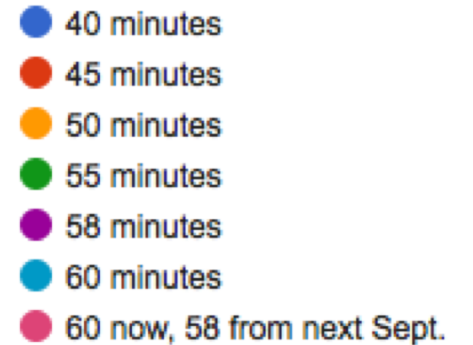 40 minutes
45 minutes
50 minutes
55 minutes
58 minutes
60 minutes
60 now, 58 from next Sept.